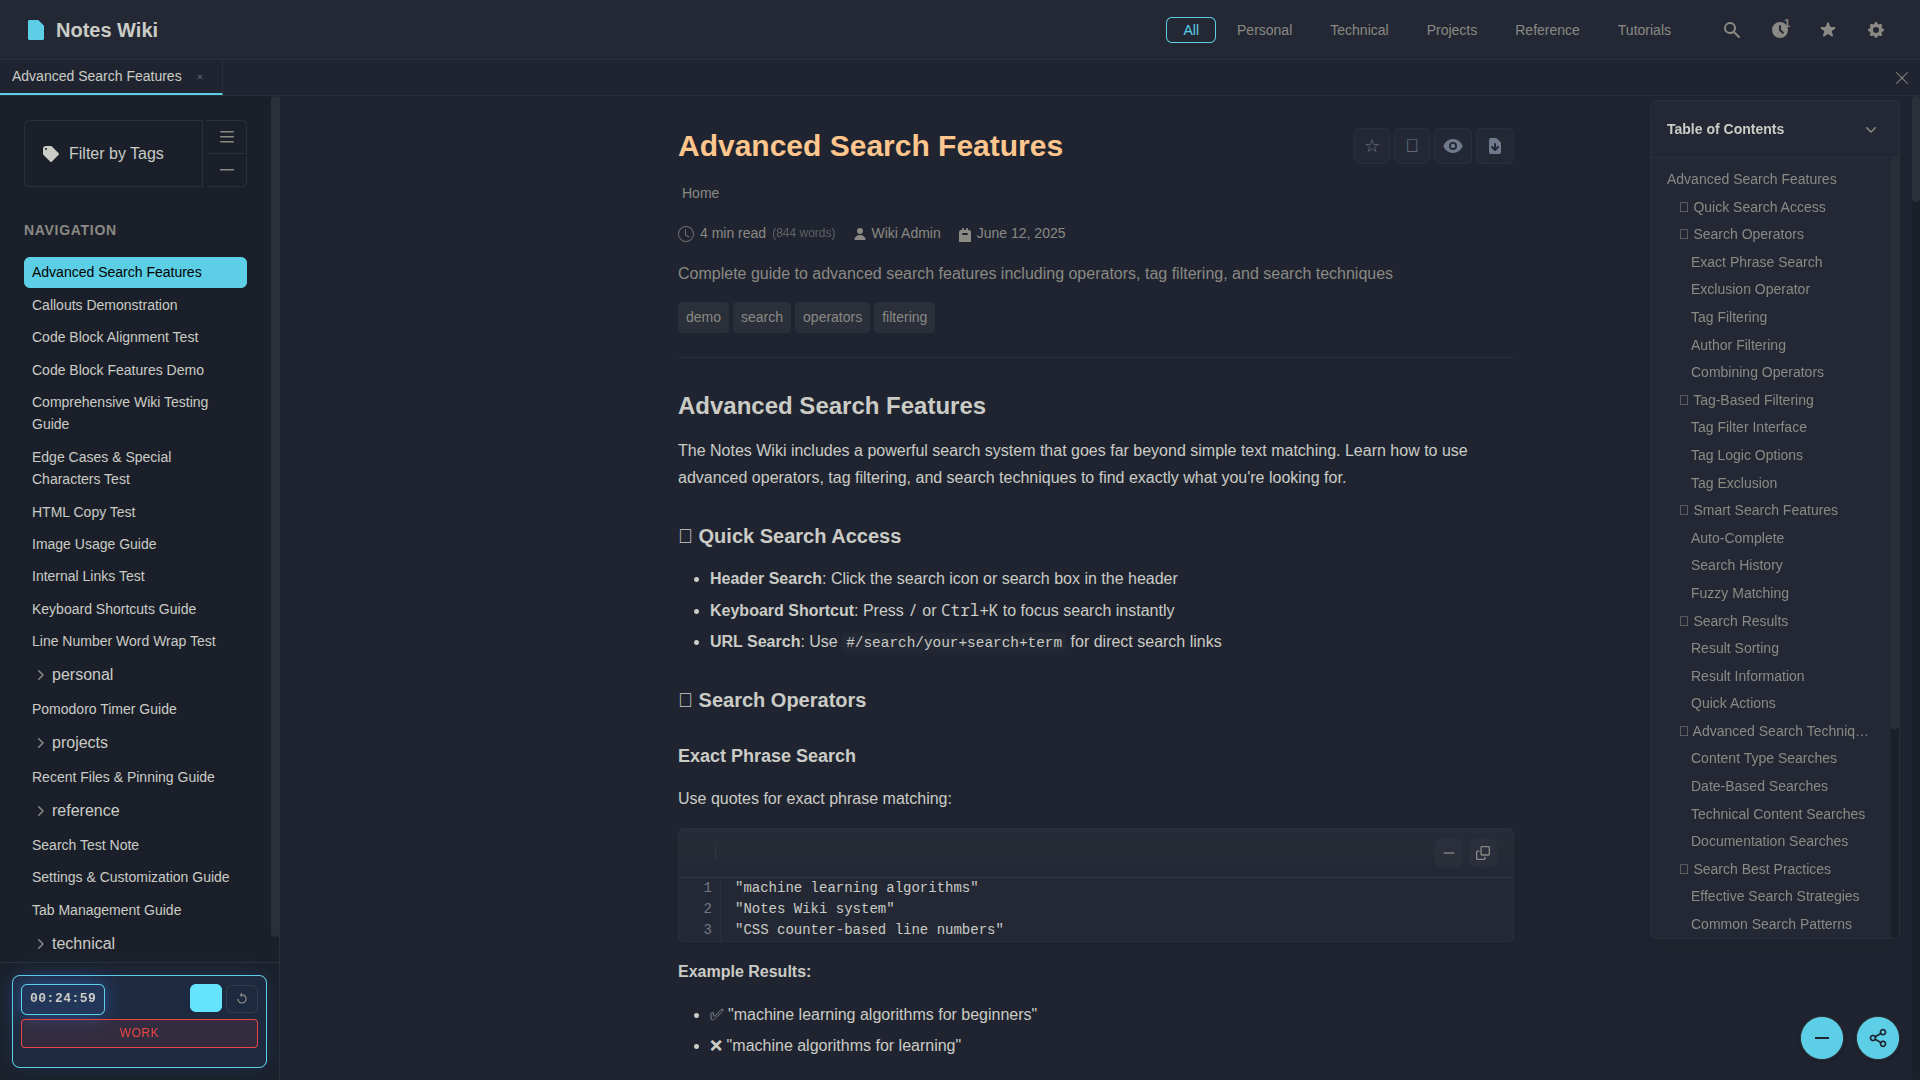 Notes Wiki
All
Personal
Technical
Projects
Reference
Tutorials
1
Advanced Search Features ×
Filter by Tags
NAVIGATION
Advanced Search Features
Callouts Demonstration
Code Block Alignment Test
Code Block Features Demo
Comprehensive Wiki Testing
Guide
Edge Cases & Special
Characters Test
HTML Copy Test
Image Usage Guide
Internal Links Test
Keyboard Shortcuts Guide
Line Number Word Wrap Test
personal
Pomodoro Timer Guide
projects
Recent Files & Pinning Guide
reference
Search Test Note
Settings & Customization Guide
Tab Management Guide
technical
00:24:59
WORK
Advanced Search Features
Home
4 min read (844 words) Wiki Admin June 12, 2025
Complete guide to advanced search features including operators, tag filtering, and search techniques
demo search operators filtering
Advanced Search Features
The Notes Wiki includes a powerful search system that goes far beyond simple text matching. Learn how to use
advanced operators, tag filtering, and search techniques to find exactly what you're looking for.
Quick Search Access
• Header Search: Click the search icon or search box in the header
• Keyboard Shortcut: Press / or Ctrl+K to focus search instantly
• URL Search: Use #/search/your+search+term for direct search links
Search Operators
Exact Phrase Search
Use quotes for exact phrase matching:
1 "machine learning algorithms"
2 "Notes Wiki system"
3 "CSS counter-based line numbers"
Example Results:
• ✅ "machine learning algorithms for beginners"
• ❌ "machine algorithms for learning"
Table of Contents
Advanced Search Features
Quick Search Access
Search Operators
Exact Phrase Search
Exclusion Operator
Tag Filtering
Author Filtering
Combining Operators
Tag-Based Filtering
Tag Filter Interface
Tag Logic Options
Tag Exclusion
Smart Search Features
Auto-Complete
Search History
Fuzzy Matching
Search Results
Result Sorting
Result Information
Quick Actions
Advanced Search Techniq…
Content Type Searches
Date-Based Searches
Technical Content Searches
Documentation Searches
Search Best Practices
Effective Search Strategies
Common Search Patterns